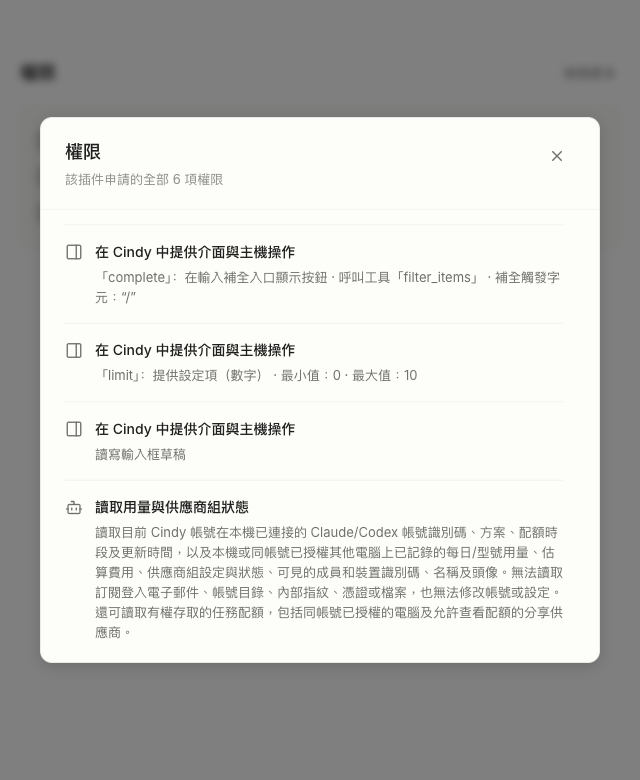 權限
權限
該插件申請的全部 6 項權限
在 Cindy 中提供介面與主機操作
「complete」：在輸入補全入口顯示按鈕 · 呼叫工具「filter_items」 · 補全觸發字
元：“/”
在 Cindy 中提供介面與主機操作
「limit」：提供設定項（數字） · 最小值：0 · 最大值：10
在 Cindy 中提供介面與主機操作
讀寫輸入框草稿
讀取用量與供應商組狀態
讀取目前 Cindy 帳號在本機已連接的 Claude/Codex 帳號識別碼、方案、配額時
段及更新時間，以及本機或同帳號已授權其他電腦上已記錄的每日/型號用量、估
算費用、供應商組設定與狀態、可見的成員和裝置識別碼、名稱及頭像。無法讀取
訂閱登入電子郵件、帳號目錄、內部指紋、憑證或檔案，也無法修改帳號或設定。
還可讀取有權存取的任務配額，包括同帳號已授權的電腦及允許查看配額的分享供
應商。